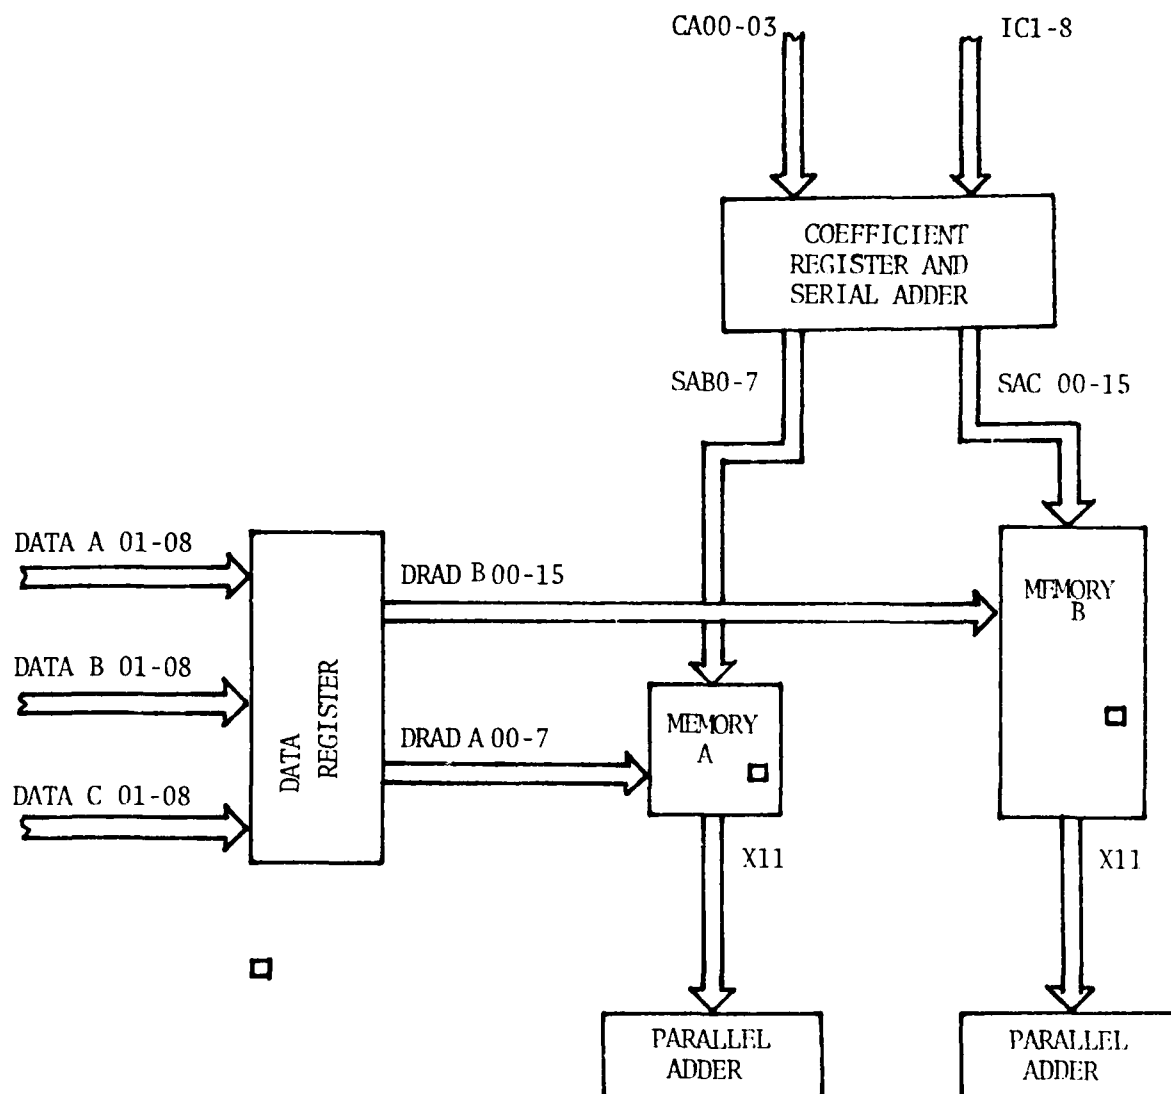 CA00-03
IC1-8
COEFFICIENT
REGISTER AND
SERIAL ADDER
SAB0-7
SAC 00-15
DATA A 01-08
DATA B 01-08
DATA C 01-08
DATA
REGISTER
DRAD B 00-15
DRAD A 00-7
MEMORY
B
MEMORY
A
X11
X11
PARALLEL
ADDER
PARALLEL
ADDER